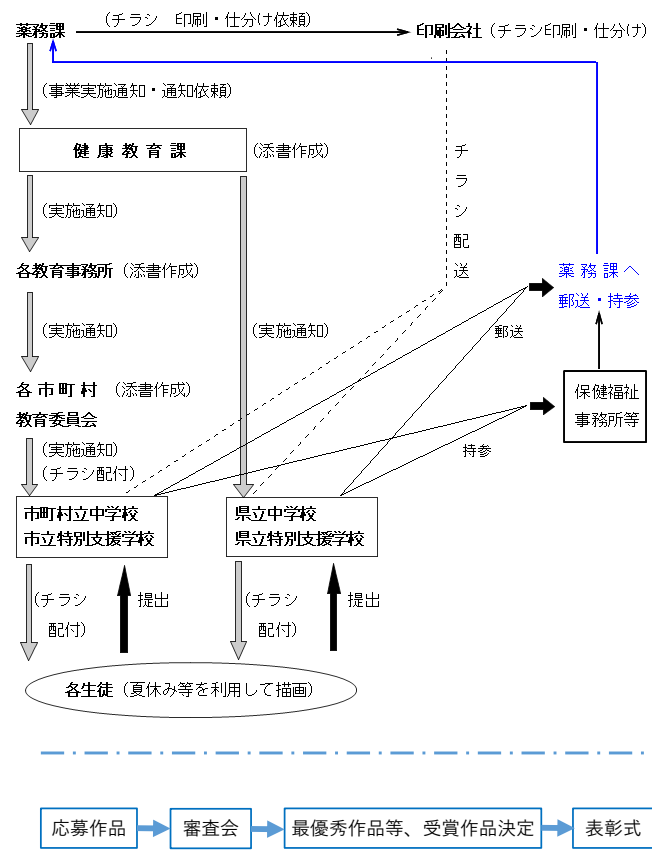 薬務課
（チラシ　印刷・仕分け依頼）
印刷会社（チラシ印刷・仕分け）
（事業実施通知・通知依頼）
健康教育課
（添書作成）
チラシ配送
（実施通知）
各教育事務所（添書作成）
薬務課へ
郵送・持参
（実施通知）
（実施通知）
郵送
各市町村（添書作成）
教育委員会
保健福祉
事務所等
（実施通知）
（チラシ配付）
持参
市町村立中学校
市立特別支援学校
県立中学校
県立特別支援学校
（チラシ
配付）
提出
（チラシ
配付）
提出
各生徒（夏休み等を利用して描画）
応募作品
審査会
最優秀作品等、受賞作品決定
表彰式